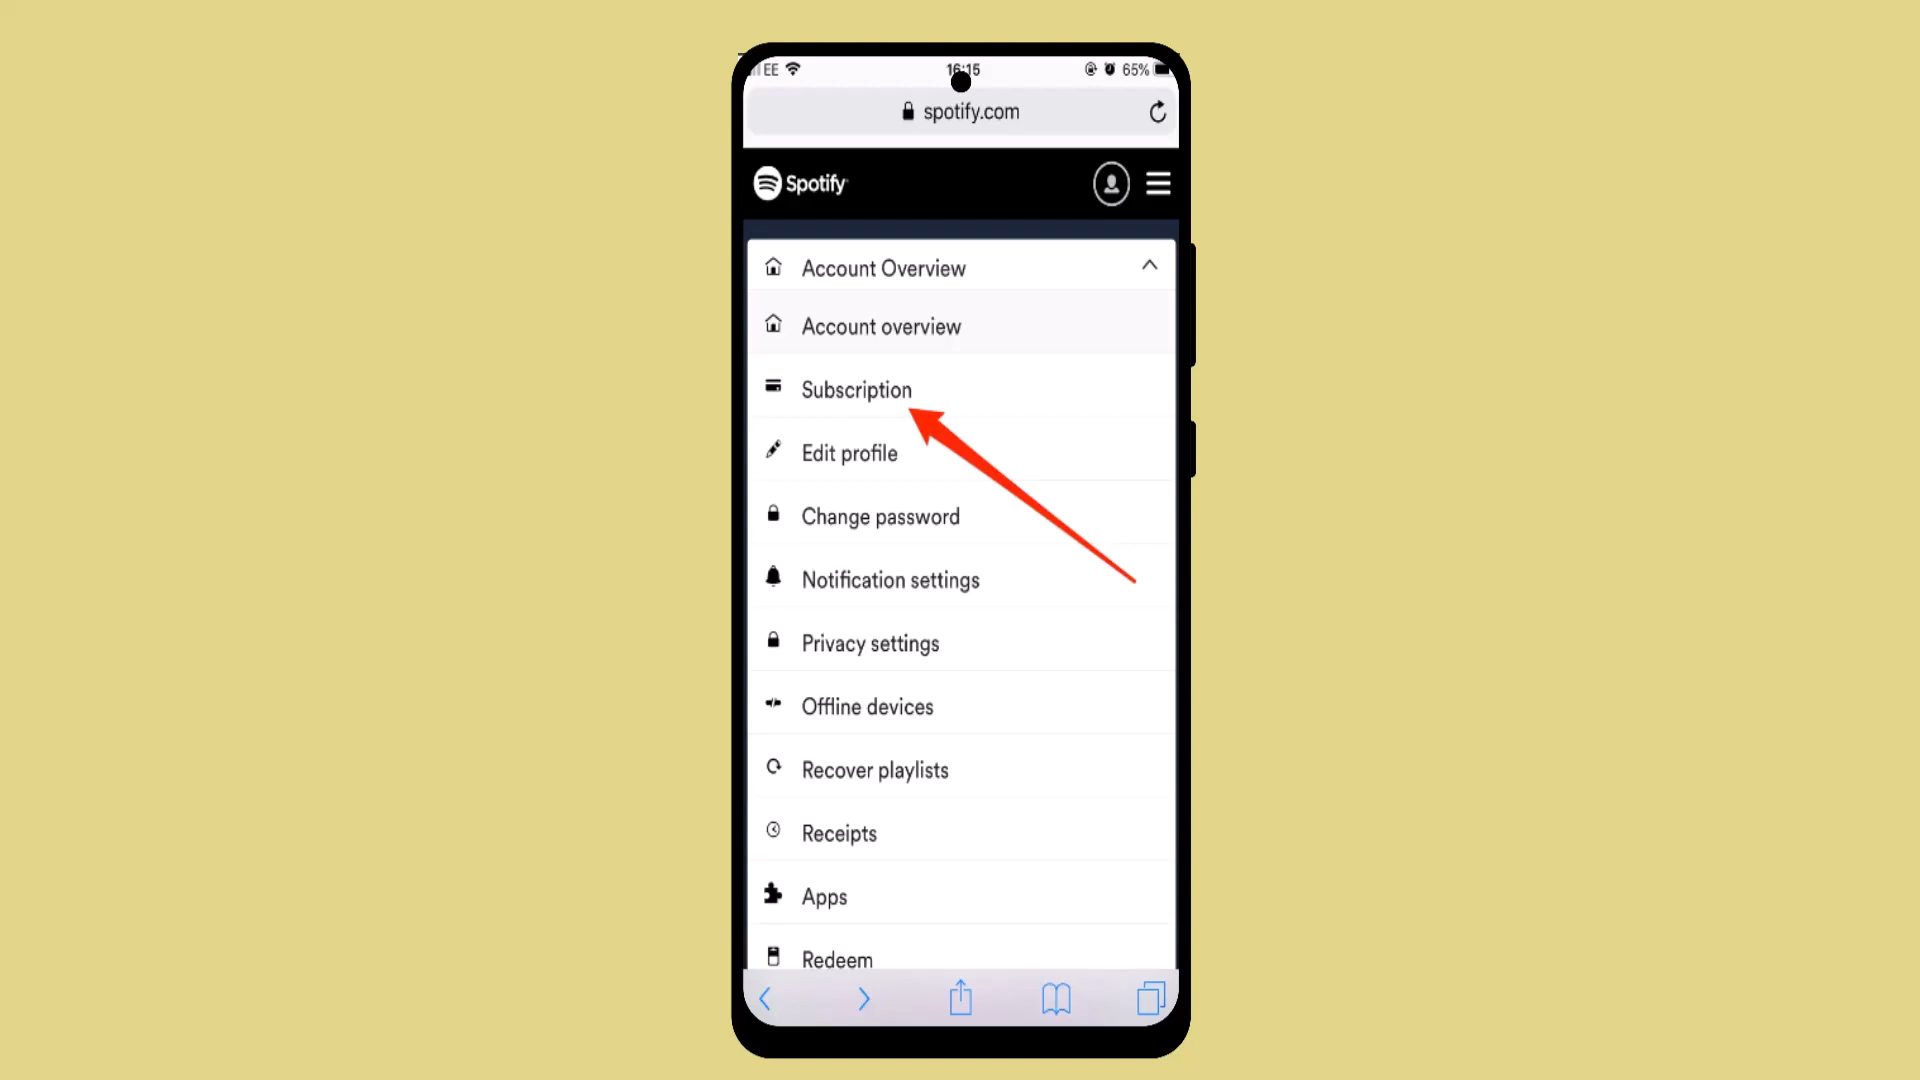 EE 16:15 65%
spotify.com
Spotify
Account Overview
Account overview
Subscription
Edit profile
Change password
Notification settings
Privacy settings
Offline devices
Recover playlists
Receipts
Apps
Redeem